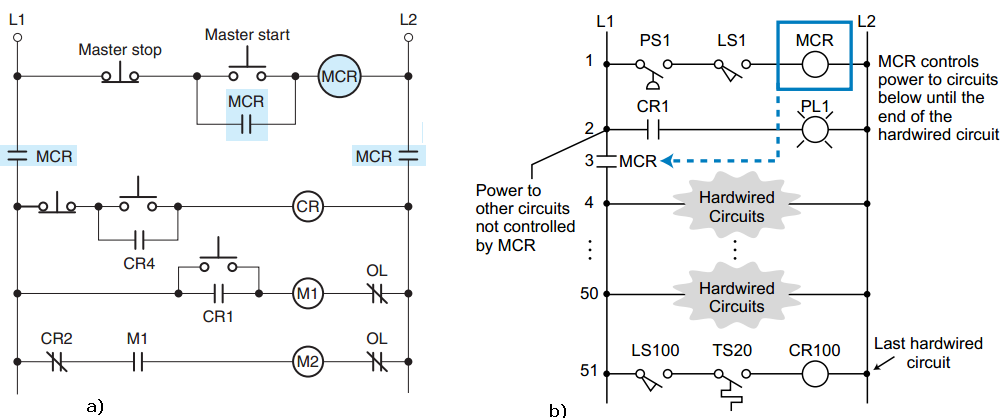 L1
L2
Master stop
Master start
MCR
MCR
MCR
MCR
CR
CR4
CR1
M1
OL
CR2
M1
M2
OL
a)
L1
L2
1
PS1
LS1
MCR
MCR controls
power to circuits
below until the
end of the
hardwired circuit
2
CR1
PL1
3
MCR
Power to
other circuits
not controlled
by MCR
4
Hardwired
Circuits
50
Hardwired
Circuits
51
LS100
TS20
CR100
Last hardwired
circuit
b)